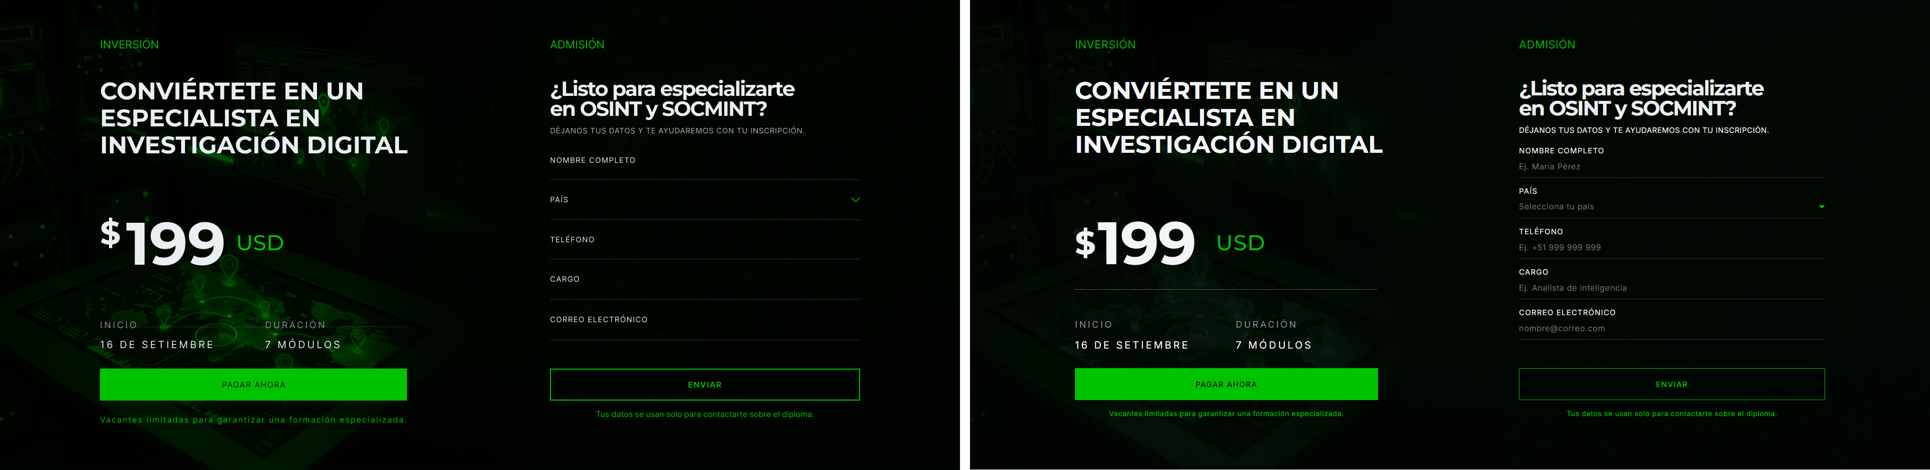 INVERSIÓN
CONVIÉRTETE EN UN
ESPECIALISTA EN
INVESTIGACIÓN DIGITAL
$199 USD
INICIO
16 DE SETIEMBRE
DURACIÓN
7 MÓDULOS
PAGAR AHORA
Vacantes limitadas para garantizar una formación especializada.
ADMISIÓN
¿Listo para especializarte
en OSINT y SOCMINT?
DÉJANOS TUS DATOS Y TE AYUDAREMOS CON TU INSCRIPCIÓN.
NOMBRE COMPLETO
PAÍS
TELÉFONO
CARGO
CORREO ELECTRÓNICO
ENVIAR
Tus datos se usan solo para contactarte sobre el diploma.
INVERSIÓN
CONVIÉRTETE EN UN
ESPECIALISTA EN
INVESTIGACIÓN DIGITAL
$199 USD
INICIO
16 DE SETIEMBRE
DURACIÓN
7 MÓDULOS
PAGAR AHORA
Vacantes limitadas para garantizar una formación especializada.
ADMISIÓN
¿Listo para especializarte
en OSINT y SOCMINT?
DÉJANOS TUS DATOS Y TE AYUDAREMOS CON TU INSCRIPCIÓN.
NOMBRE COMPLETO
Ej. María Pérez
PAÍS
Selecciona tu país
TELÉFONO
Ej. +51 999 999 999
CARGO
Ej. Analista de inteligencia
CORREO ELECTRÓNICO
nombre@correo.com
ENVIAR
Tus datos se usan solo para contactarte sobre el diploma.